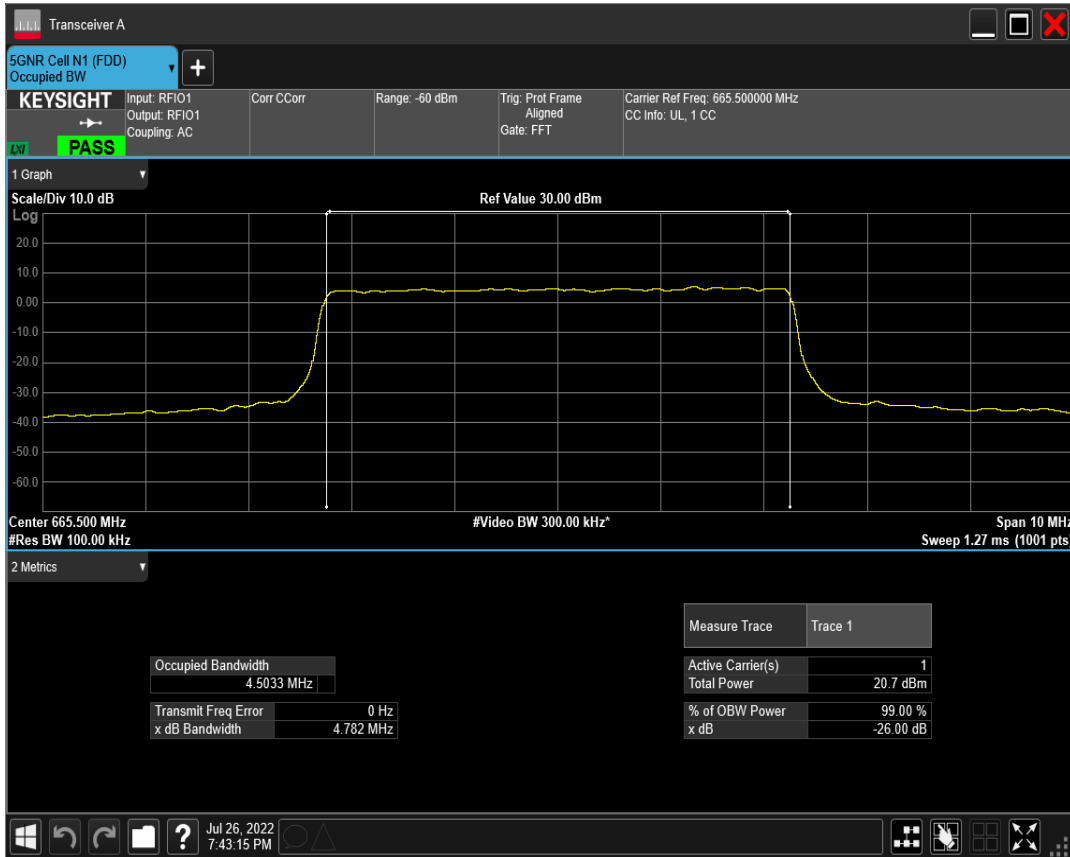 Transceiver A
5GNR Cell N1 (FDD)
Occupied BW
+
KEYSIGHT
LXI
PASS
Input: RFIO1
Output: RFIO1
Coupling: AC
Corr CCorr
Range: -60 dBm
Trig: Prot Frame
Aligned
Gate: FFT
Carrier Ref Freq: 665.500000 MHz
CC Info: UL, 1 CC
1 Graph
Scale/Div 10.0 dB
Ref Value 30.00 dBm
Log
20.0
10.0
0.00
-10.0
-20.0
-30.0
-40.0
-50.0
-60.0
Center 665.500 MHz
#Video BW 300.00 kHz*
Span 10 MHz
#Res BW 100.00 kHz
Sweep 1.27 ms (1001 pts)
2 Metrics
Measure Trace Trace 1
Occupied Bandwidth
4.5033 MHz
Active Carrier(s) 1
Total Power 20.7 dBm
Transmit Freq Error 0 Hz
x dB Bandwidth 4.782 MHz
% of OBW Power 99.00 %
x dB -26.00 dB
?
Jul 26, 2022
7:43:15 PM